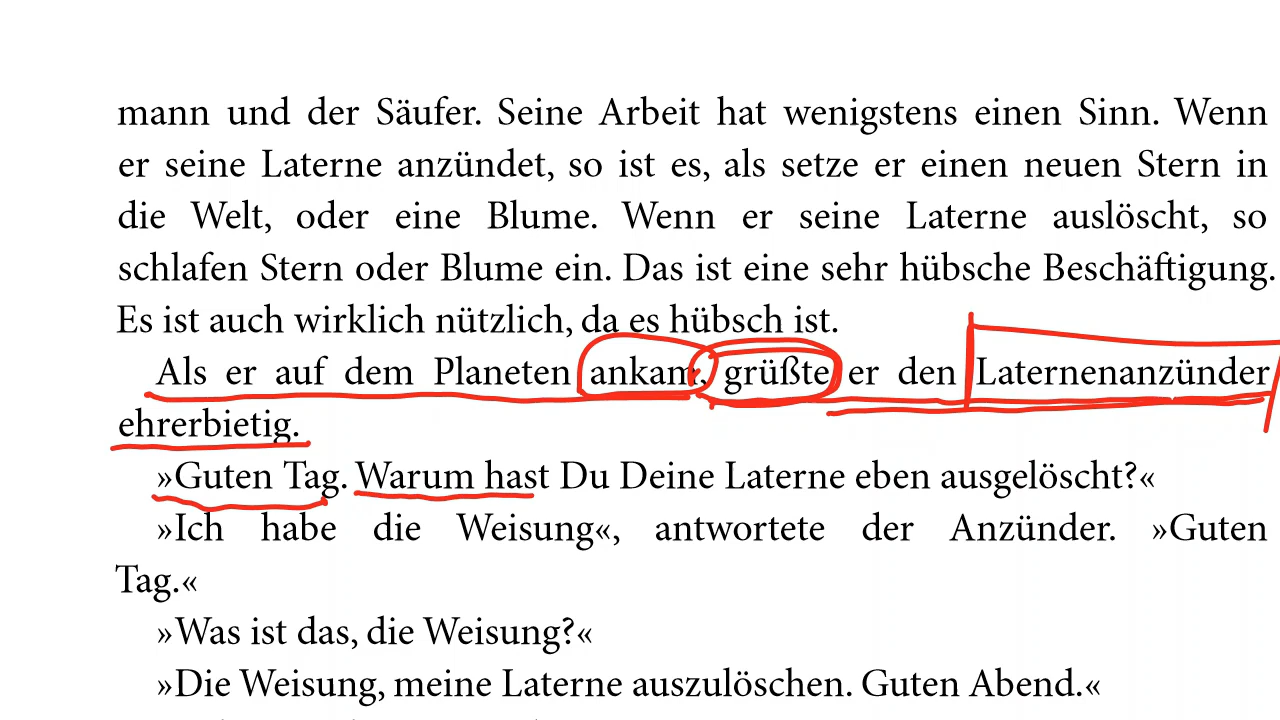 mann und der Säufer. Seine Arbeit hat wenigstens einen Sinn. Wenn
er seine Laterne anzündet, so ist es, als setze er einen neuen Stern in
die Welt, oder eine Blume. Wenn er seine Laterne auslöscht, so
schlafen Stern oder Blume ein. Das ist eine sehr hübsche Beschäftigung.
Es ist auch wirklich nützlich, da es hübsch ist.
Als er auf dem Planeten ankam, grüßte er den Laternenanzünder
ehrerbietig.
»Guten Tag. Warum hast Du Deine Laterne eben ausgelöscht?«
»Ich habe die Weisung«, antwortete der Anzünder. »Guten
Tag.«
»Was ist das, die Weisung?«
»Die Weisung, meine Laterne auszulöschen. Guten Abend.«